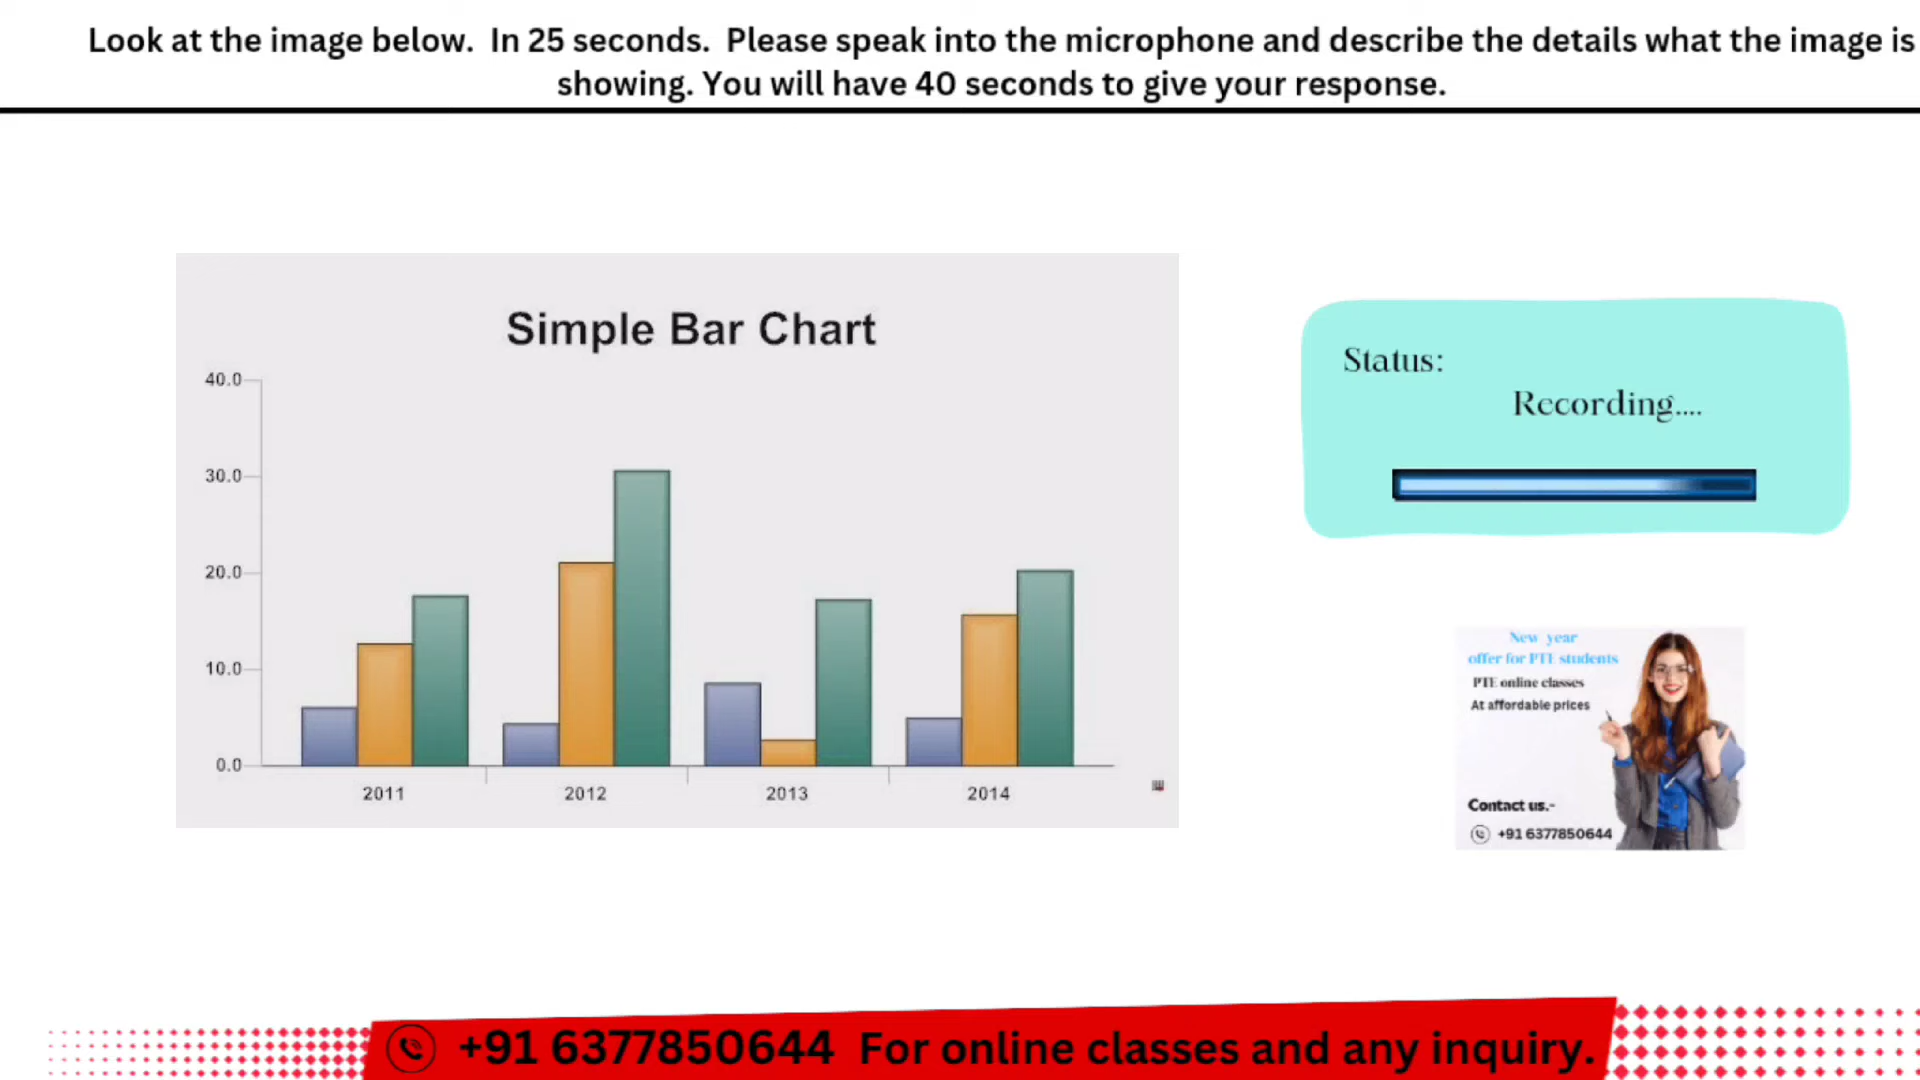 Look at the image below. In 25 seconds. Please speak into the microphone and describe the details what the image is
showing. You will have 40 seconds to give your response.
Simple Bar Chart
40.0
30.0
20.0
10.0
0.0
2011
2012
2013
2014
Status:
Recording....
New year
offer for PTE students
PTE online classes
At affordable prices
Contact us.-
+91 6377850644
+91 6377850644 For online classes and any inquiry.